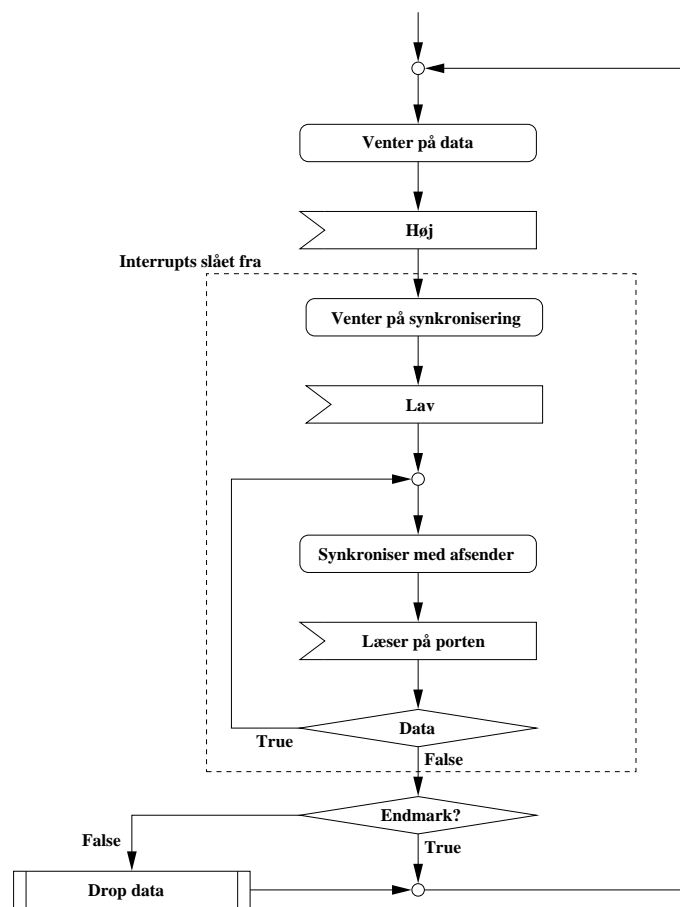 Venter på data
Høj
Interrupts slået fra
Venter på synkronisering
Lav
Synkroniser med afsender
Læser på porten
Data
True
False
Endmark?
False
True
Drop data